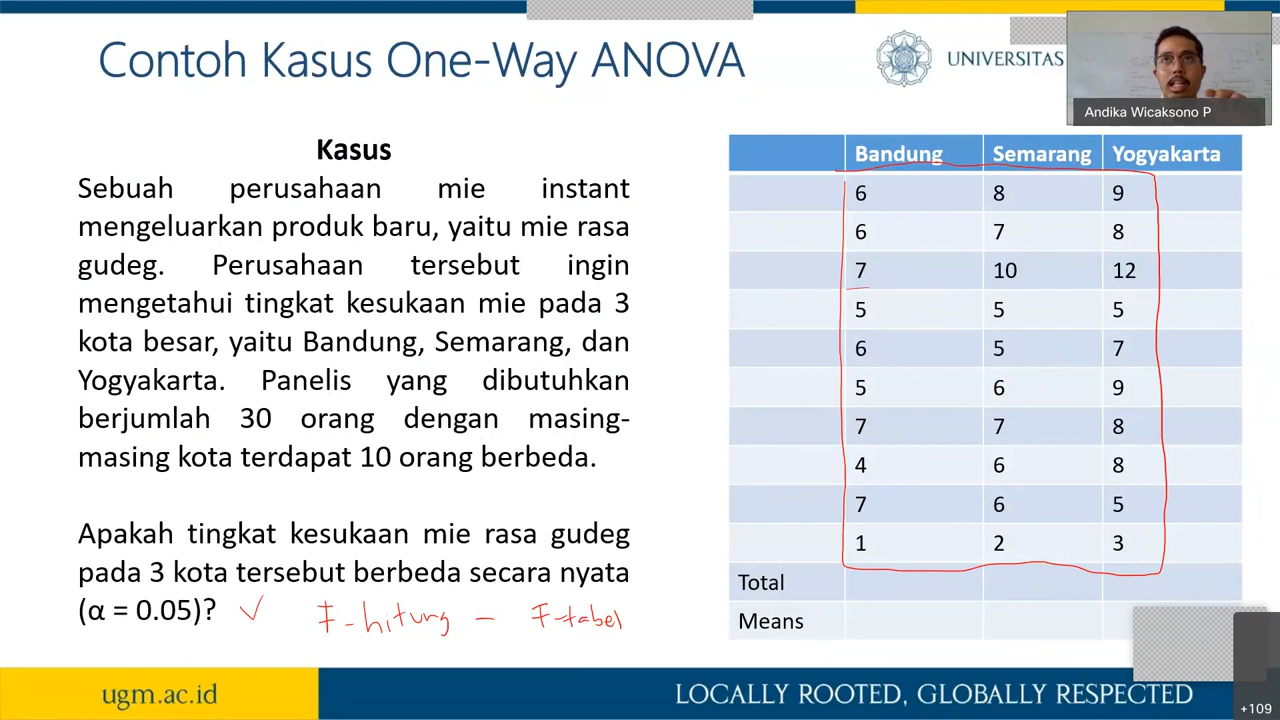 Contoh Kasus One-Way ANOVA
UNIVERSITAS
Andika Wicaksono P
Kasus
Sebuah perusahaan mie instant
mengeluarkan produk baru, yaitu mie rasa
gudeg. Perusahaan tersebut ingin
mengetahui tingkat kesukaan mie pada 3
kota besar, yaitu Bandung, Semarang, dan
Yogyakarta. Panelis yang dibutuhkan
berjumlah 30 orang dengan masing-
masing kota terdapat 10 orang berbeda.
Apakah tingkat kesukaan mie rasa gudeg
pada 3 kota tersebut berbeda secara nyata
(α = 0.05)? ✓ F-hitung – F-tabel
Bandung Semarang Yogyakarta
6 8 9
6 7 8
7 10 12
5 5 5
6 5 7
5 6 9
7 7 8
4 6 8
7 6 5
1 2 3
Total
Means
ugm.ac.id
LOCALLY ROOTED, GLOBALLY RESPECTED
+109